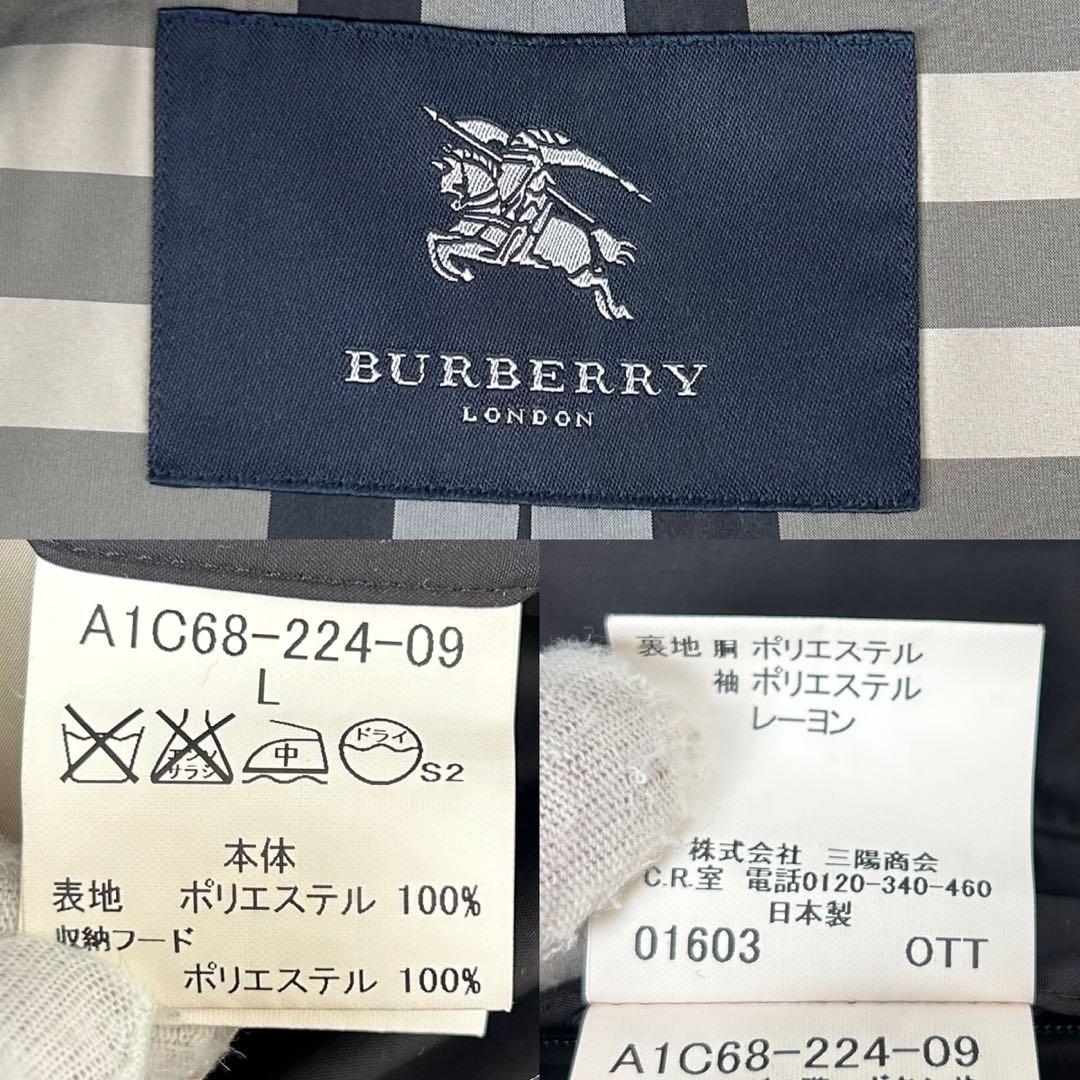 BURBERRY
LONDON
A1C68-224-09
L
エンソ
サラシ
中
ドライ
S2
本体
表地 ポリエステル 100%
収納フード
ポリエステル 100%
裏地 胴 ポリエステル
袖 ポリエステル
レーヨン
株式会社 三陽商会
C.R.室 電話0120-340-460
日本製
01603 OTT
A1C68-224-09